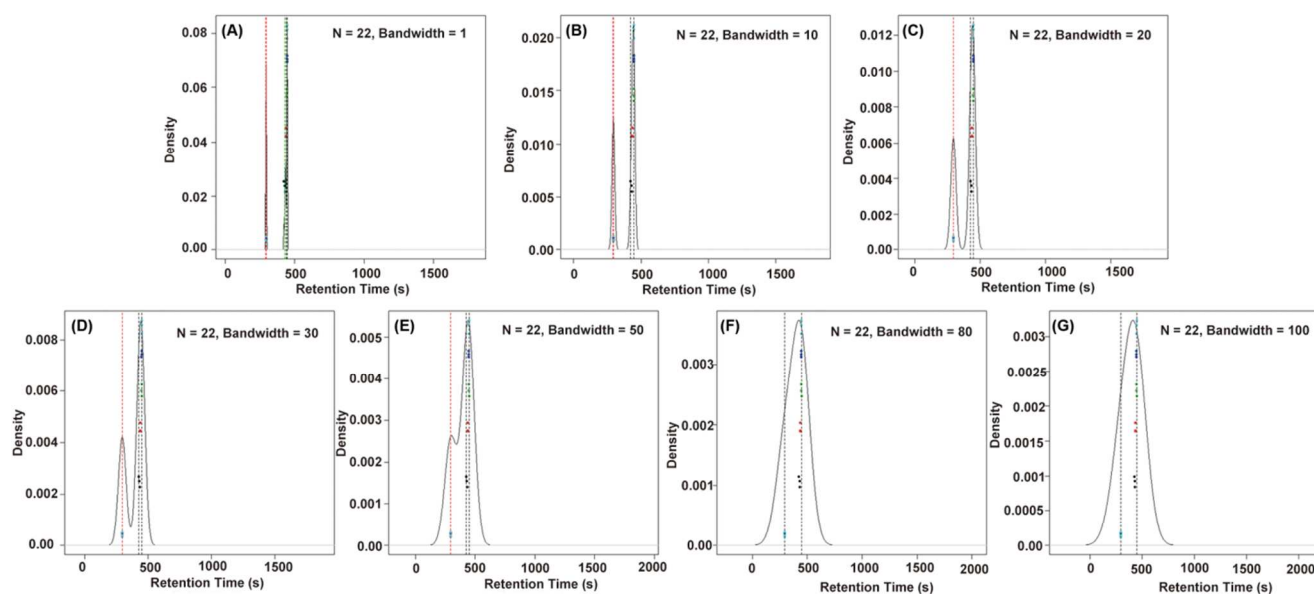 (A)
N = 22, Bandwidth = 1
Density
0.08
0.06
0.04
0.02
0.00
0
500
1000
1500
Retention Time (s)
(B)
N = 22, Bandwidth = 10
Density
0.020
0.015
0.010
0.005
0.00
0
500
1000
1500
Retention Time (s)
(C)
N = 22, Bandwidth = 20
Density
0.012
0.010
0.008
0.006
0.004
0.002
0.00
0
500
1000
1500
Retention Time (s)
(D)
N = 22, Bandwidth = 30
Density
0.008
0.006
0.004
0.002
0.00
0
500
1000
1500
Retention Time (s)
(E)
N = 22, Bandwidth = 50
Density
0.005
0.004
0.003
0.002
0.001
0.00
0
500
1000
1500
2000
Retention Time (s)
(F)
N = 22, Bandwidth = 80
Density
0.003
0.002
0.001
0.00
0
500
1000
1500
2000
Retention Time (s)
(G)
N = 22, Bandwidth = 100
Density
0.003
0.0025
0.002
0.0015
0.001
0.0005
0.00
0
500
1000
1500
2000
Retention Time (s)